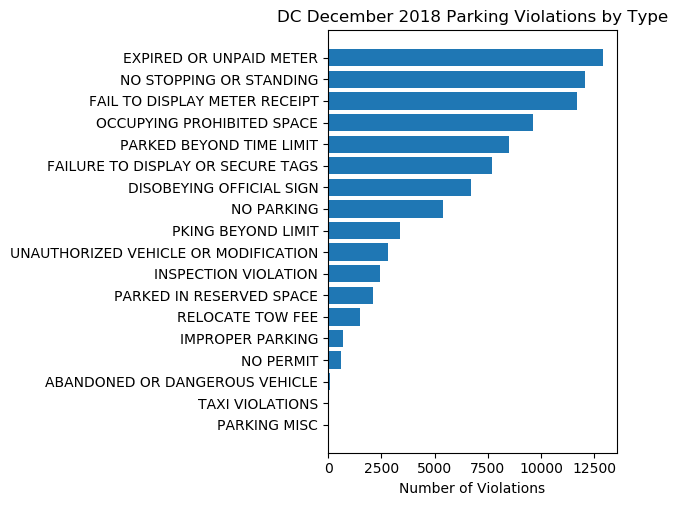 DC December 2018 Parking Violations by Type
EXPIRED OR UNPAID METER
NO STOPPING OR STANDING
FAIL TO DISPLAY METER RECEIPT
OCCUPYING PROHIBITED SPACE
PARKED BEYOND TIME LIMIT
FAILURE TO DISPLAY OR SECURE TAGS
DISOBEYING OFFICIAL SIGN
NO PARKING
PKING BEYOND LIMIT
UNAUTHORIZED VEHICLE OR MODIFICATION
INSPECTION VIOLATION
PARKED IN RESERVED SPACE
RELOCATE TOW FEE
IMPROPER PARKING
NO PERMIT
ABANDONED OR DANGEROUS VEHICLE
TAXI VIOLATIONS
PARKING MISC
0 2500 5000 7500 10000 12500
Number of Violations